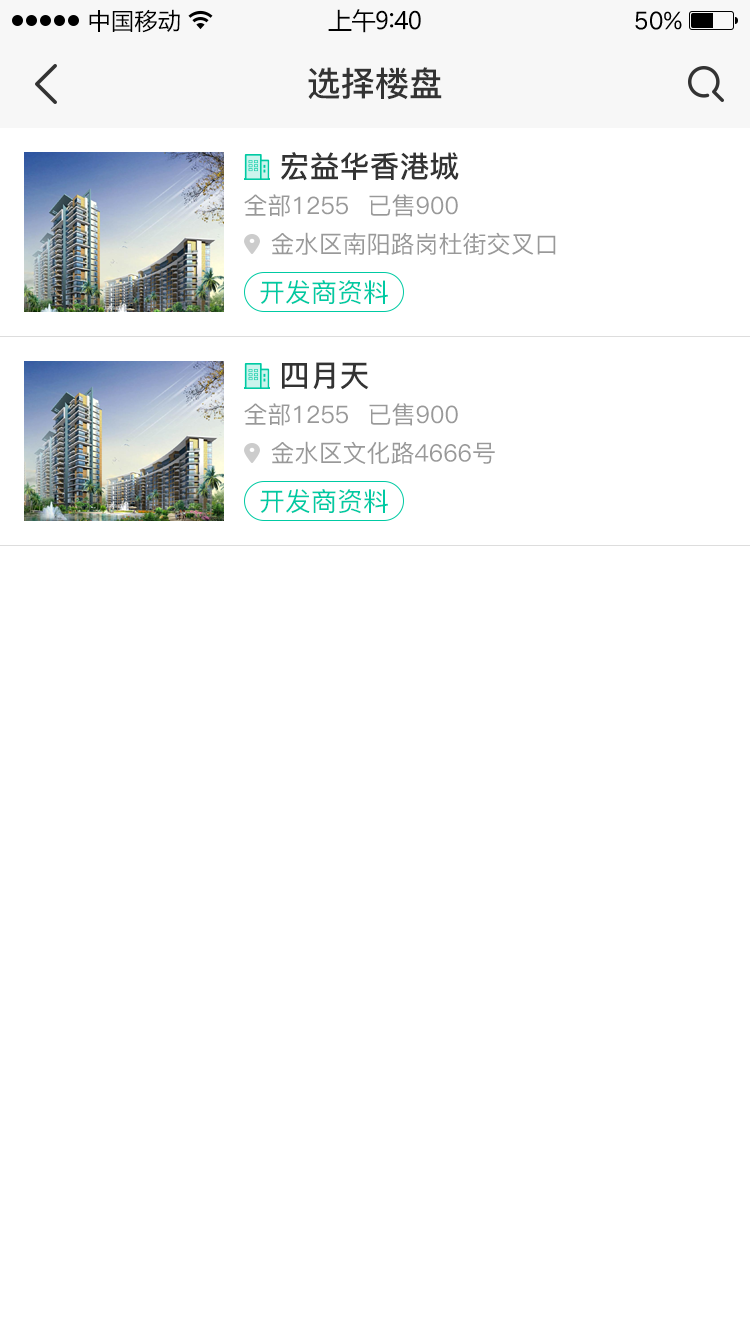 中国移动 上午9:40 50%
选择楼盘
宏益华香港城
全部1255 已售900
金水区南阳路岗杜街交叉口
开发商资料
四月天
全部1255 已售900
金水区文化路4666号
开发商资料